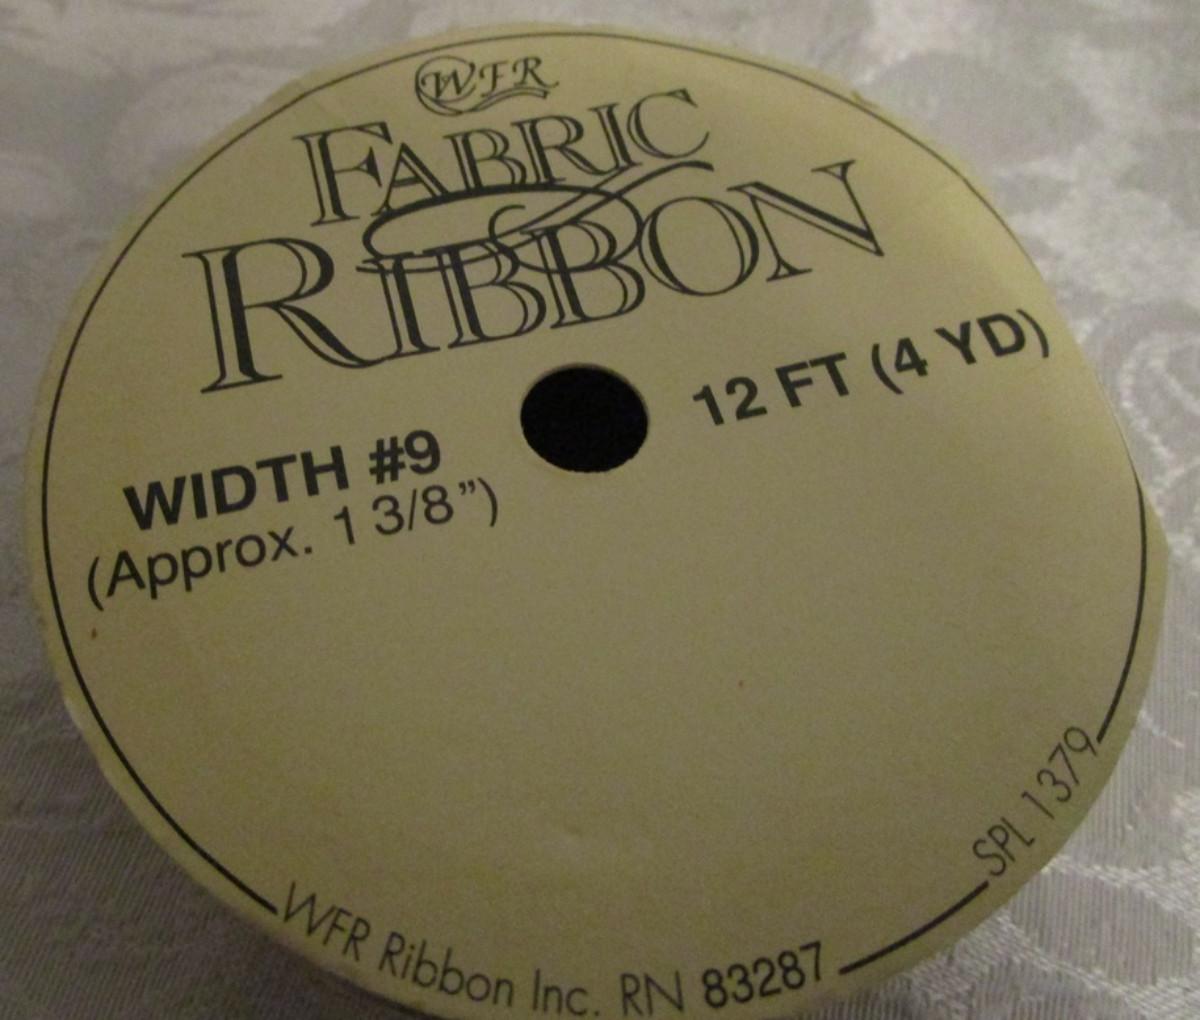 WFR
FABRIC
RIBBON
WIDTH #9
(Approx. 1 3/8")
12 FT (4 YD)
WFR Ribbon Inc. RN 83287
SPL 1379